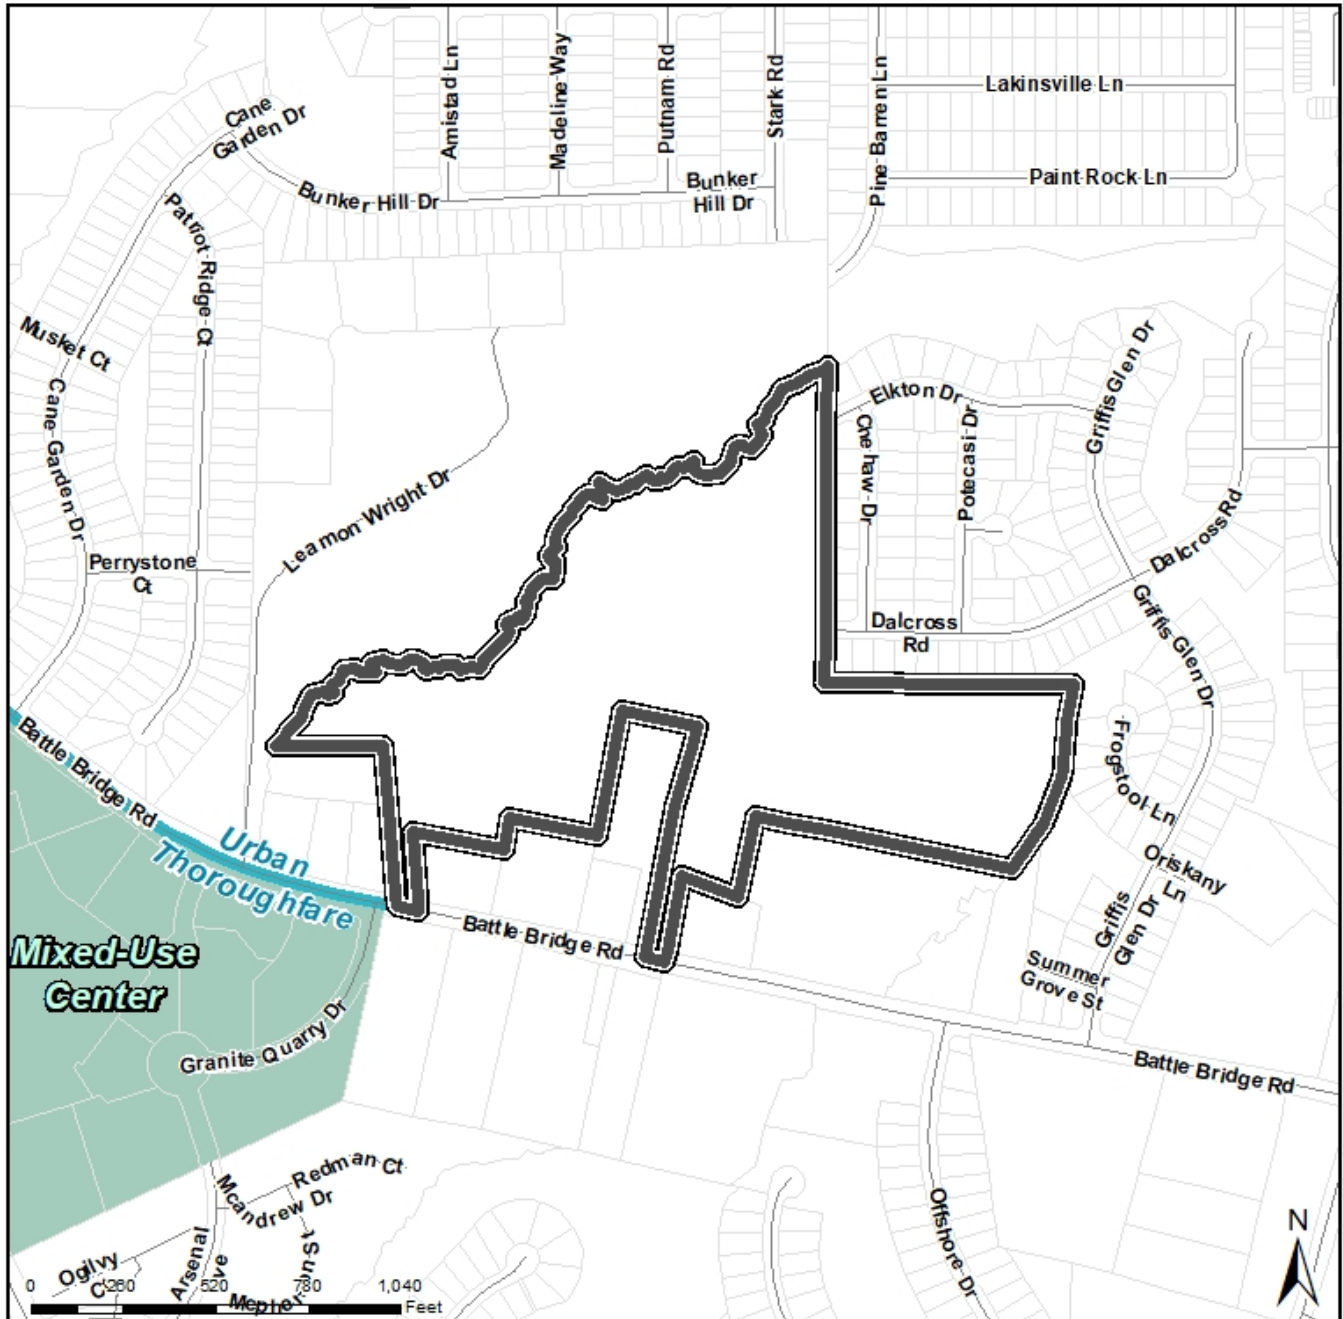 Amistad Ln
Madeline Way
Putnam Rd
Stark Rd
Pine Barren Ln
Lakinsville Ln
Paint Rock Ln
Cane
Garden Dr
Bunker Hill Dr
Bunker
Hill Dr
Patriot Ridge Ct
Musket Ct
Cane Garden Dr
Perrystone
Ct
Leamon Wright Dr
Elkton Dr
Chehaw Dr
Potecasi Dr
Griffis Glen Dr
Dalcross Rd
Dalcross
Rd
Griffis Glen Dr
Frogstool Ln
Oriskany
Ln
Griffis
Glen Dr
Summer
Grove St
Battle Bridge Rd
Urban
Thoroughfare
Battle Bridge Rd
Battle Bridge Rd
Mixed-Use
Center
Granite Quarry Dr
Redman Ct
Mcandrew Dr
Offshore Dr
Ogilvy
Arsenal
N
0 260 520 780 1,040
Feet